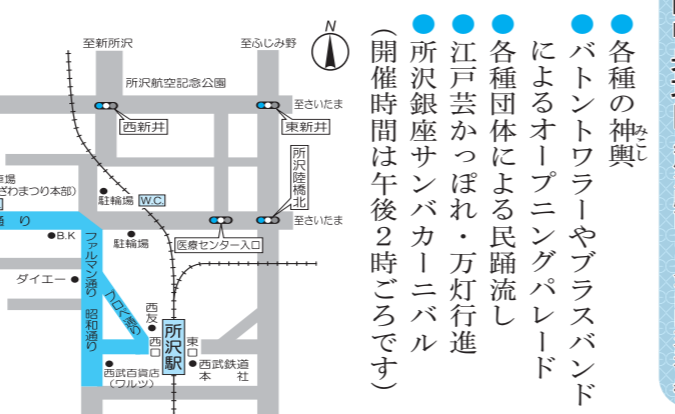 ●各種の神輿
みこし
●バトントワラーやブラスバンド
によるオープニングパレード
●各種団体による民踊流し
●江戸芸かっぽれ・万灯行進
●所沢銀座サンバカーニバル
(開催時間は午後2時ごろです)
N
至新所沢
至ふじみ野
所沢航空記念公園
至さいたま
西新井
東新井
所沢陸橋北
ざわまつり本部)
駐輪場
W.C.
至さいたま
通り
●B.K
駐輪場
医療センター入口
ファルマン通り
昭和通り
ダイエー●
プロペ通り
西友
西口
所沢駅
東口
西武鉄道
本社
西武百貨店
(ワルツ)